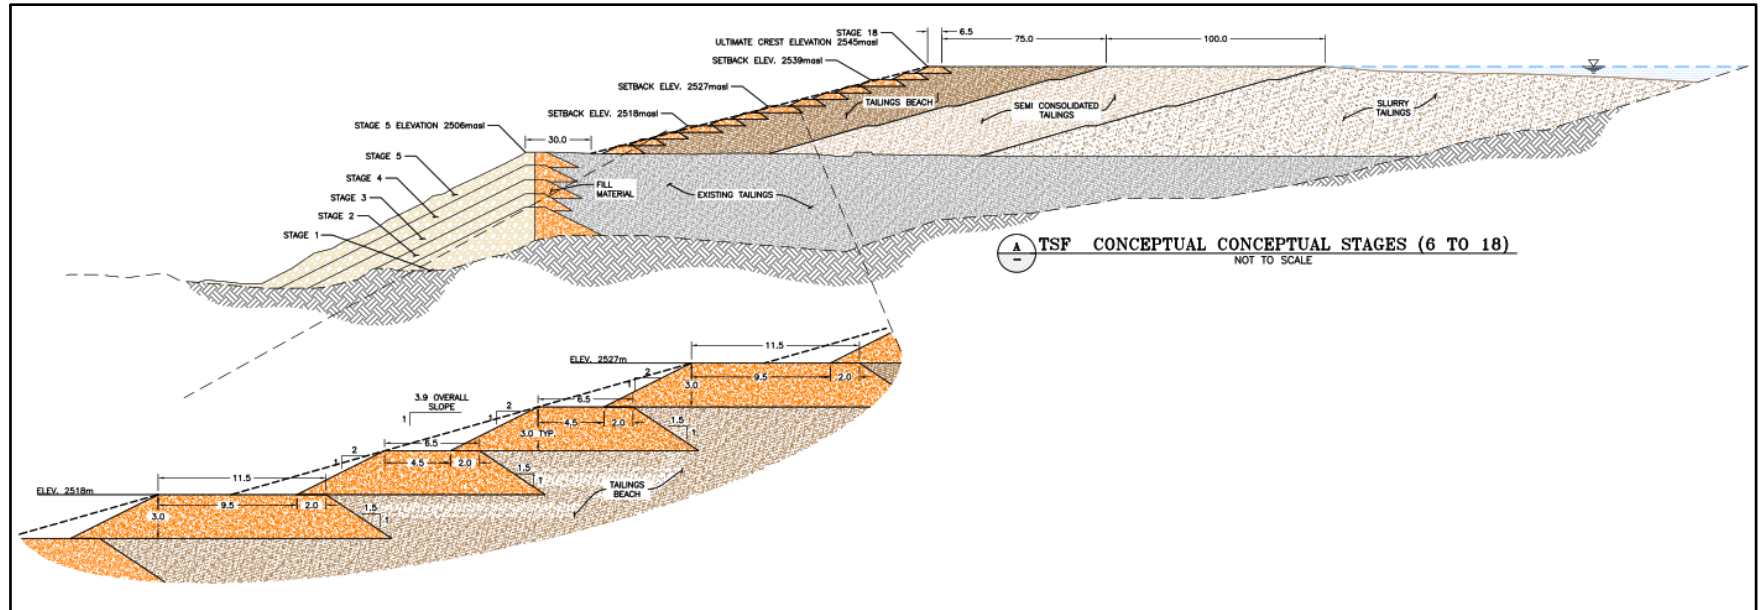 STAGE 18
ULTIMATE CREST ELEVATION 2545masl
6.5
75.0
100.0
SETBACK ELEV. 2539masl
SETBACK ELEV. 2527masl
SETBACK ELEV. 2518masl
STAGE 5 ELEVATION 2506masl
30.0
TAILINGS BEACH
SEMI CONSOLIDATED
TAILINGS
SLURRY
TAILINGS
STAGE 5
STAGE 4
STAGE 3
STAGE 2
STAGE 1
FILL
MATERIAL
EXISTING TAILINGS
A
TSF CONCEPTUAL CONCEPTUAL STAGES (6 TO 18)
NOT TO SCALE
ELEV. 2527m
11.5
9.5
2.0
3.0
2
1
3.9 OVERALL
SLOPE
1
6.5
4.5
2.0
1.5
1
2
1
3.0 TYP.
6.5
4.5
2.0
1.5
1
2
1
ELEV. 2518m
11.5
9.5
2.0
3.0
1.5
1
TAILINGS
BEACH